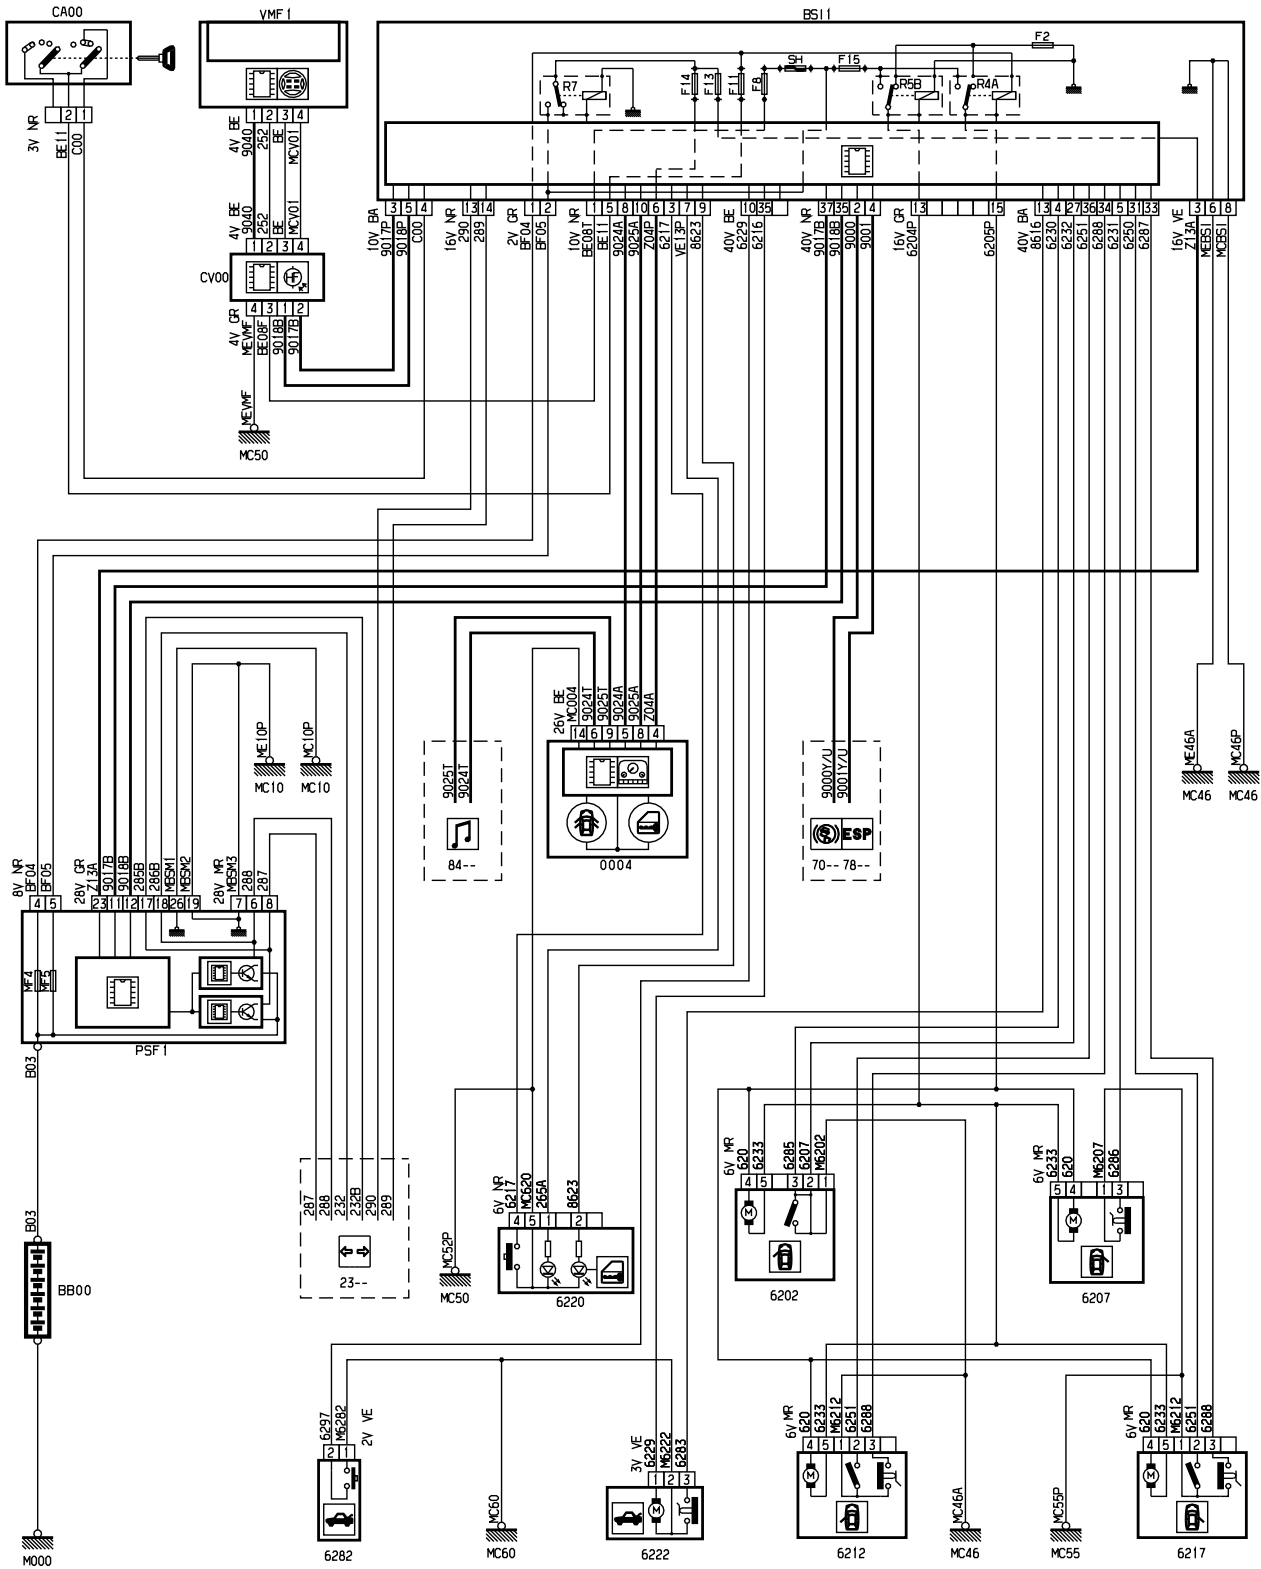 CA00
VMF1
BSI1
F2
SH
F15
F14
F13
F11
F8
R7
R5B
R4A
2 1
3V NR
BE11
C00
1 2 3 4
4V BE
9040
252
BE
MCV01
4V BE
9040
252
BE
MCV01
1 2 3 4
CV00
HF
4 3 1 2
4V GR
MEVMF
BE08F
9018B
9017B
MEVMF
MC50
3 5 4
10V BA
9017P
9018P
C00
13 14
16V NR
290
289
1 2
2V GR
BF04
BF05
1 5 8 10 6 3 7 9
10V NR
BE08T
BE11
9024A
9025A
Z04P
6217
VE13P
8623
10 35
40V BE
6229
6216
37 35 2 4
40V NR
9017B
9018B
9000
9001
13 15
16V GR
6204P
6205P
13 4 27 36 34 5 31 33
40V BA
8616
6230
6232
6251
6288
6231
6250
6287
3 6 8
16V VE
Z13A
MEBSI
MCBSI
ME10P
MC10P
MC10
MC10
9025T
9024T
84--
26V BE
MC004
9024T
9025T
9024A
9025A
Z04A
14 6 9 5 8 4
0004
9000Y/U
9001Y/U
ESP
70-- 78--
ME46A
MC46P
MC46
MC46
8V NR
BF04
BF05
28V GR
Z13A
9017B
9018B
285B
286B
MBSM1
MBSM2
28V MR
MBSM3
288
287
4 5 23 11 12 17 18 26 19 7 6 8
MF4
MF5
PSF1
B03
B03
BB00
M000
287
288
232
232B
290
289
23--
MC52P
MC50
6V NR
6217
MC620
265A
8623
4 5 1 2
6220
6V MR
620
6233
6285
6207
M6202
4 5 3 2 1
M
6202
6V MR
6233
620
M6207
6286
5 4 1 3
M
6207
6297
M6282
2V VE
2 1
6282
MC60
MC60
3V VE
6229
M6222
6283
1 2 3
M
6222
6V MR
620
6233
M6212
6251
6288
4 5 1 2 3
M
6212
MC46A
MC46
MC55P
MC55
6V MR
620
6233
M6212
6251
6288
4 5 1 2 3
M
6217